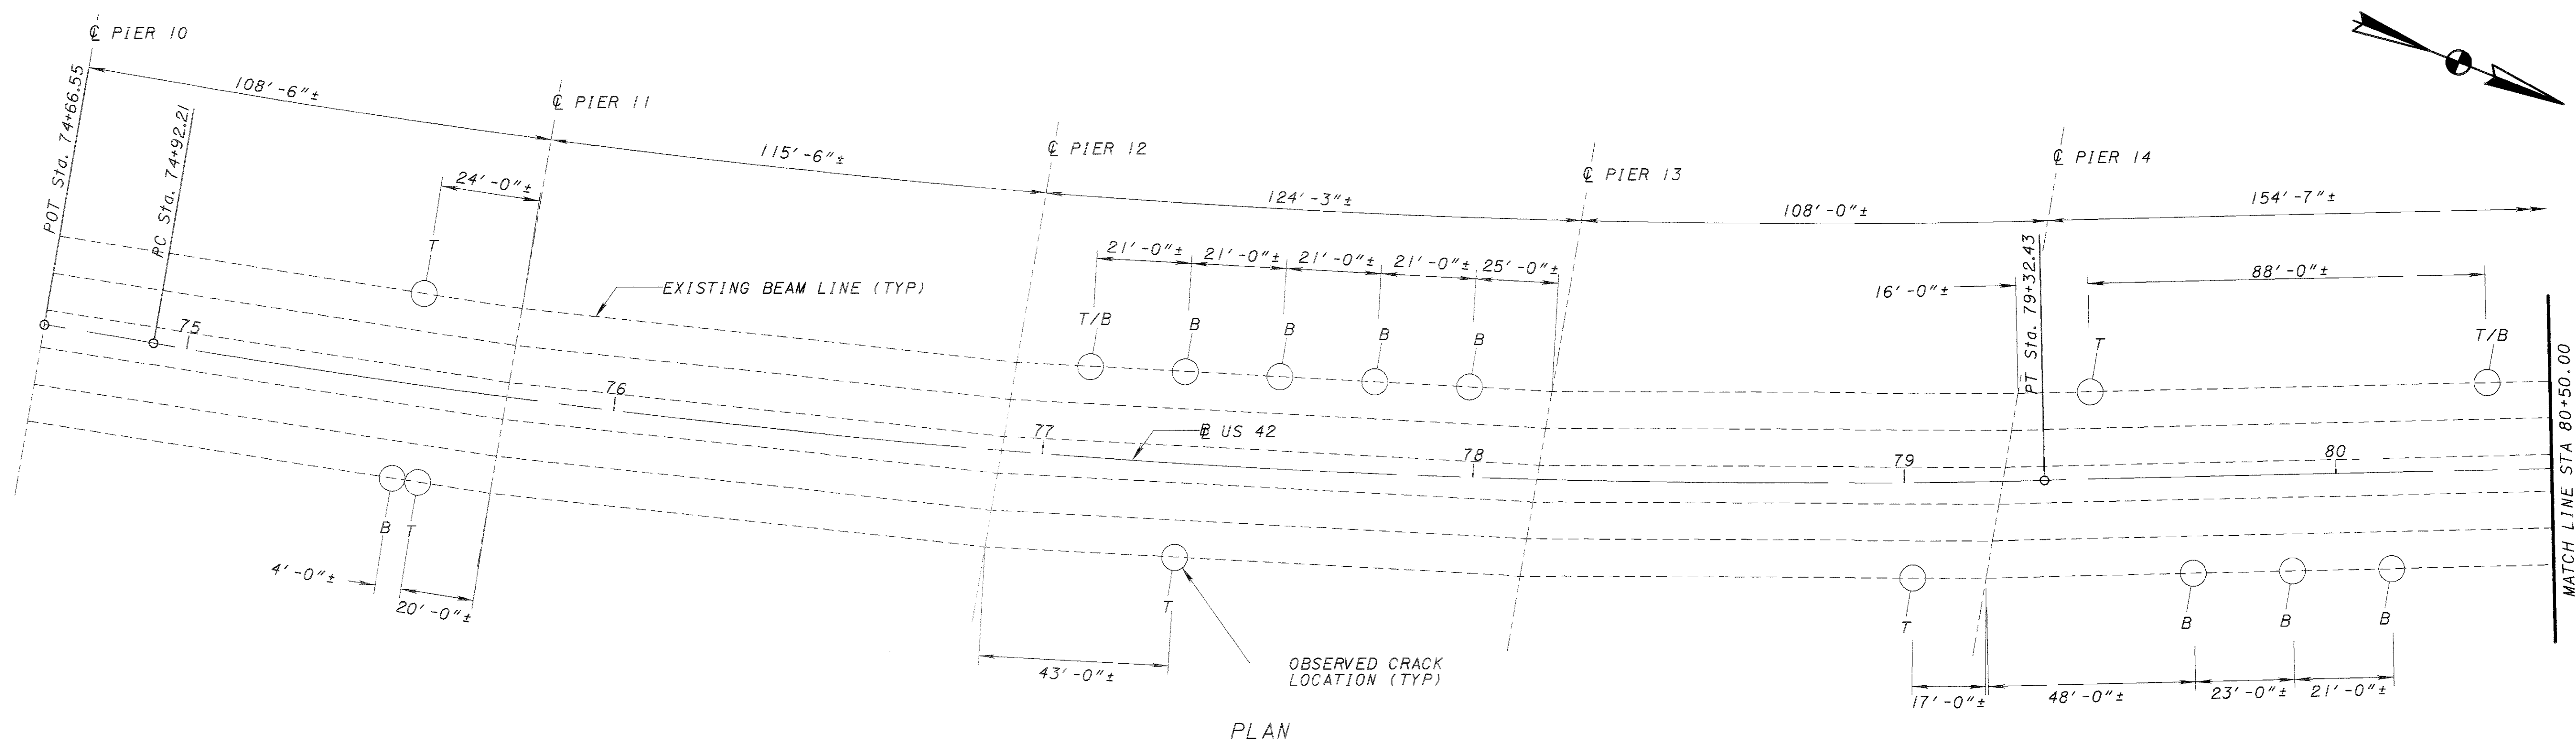 ℄ PIER 10
℄ PIER 11
℄ PIER 12
℄ PIER 13
℄ PIER 14
108'-6"±
115'-6"±
124'-3"±
108'-0"±
154'-7"±
POT Sta. 74+66.55
PC Sta. 74+92.21
24'-0"±
T
EXISTING BEAM LINE (TYP)
21'-0"±
21'-0"±
21'-0"±
21'-0"±
25'-0"±
T/B
B
B
B
B
16'-0"±
PT Sta. 79+32.43
88'-0"±
T
T/B
75
76
77
78
79
80
US 42
MATCH LINE STA 80+50.00
B
T
4'-0"±
20'-0"±
T
43'-0"±
OBSERVED CRACK
LOCATION (TYP)
T
B
B
B
17'-0"±
48'-0"±
23'-0"±
21'-0"±
PLAN